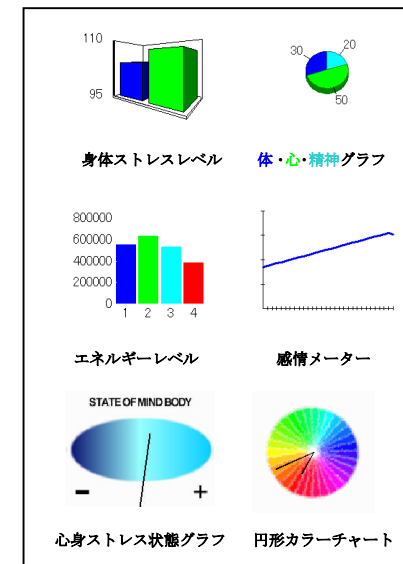 110
95
30
20
50
身体ストレスレベル
体・心・精神グラフ
800000
600000
400000
200000
0
1 2 3 4
エネルギーレベル
感情メーター
STATE OF MIND BODY
− +
心身ストレス状態グラフ
円形カラーチャート